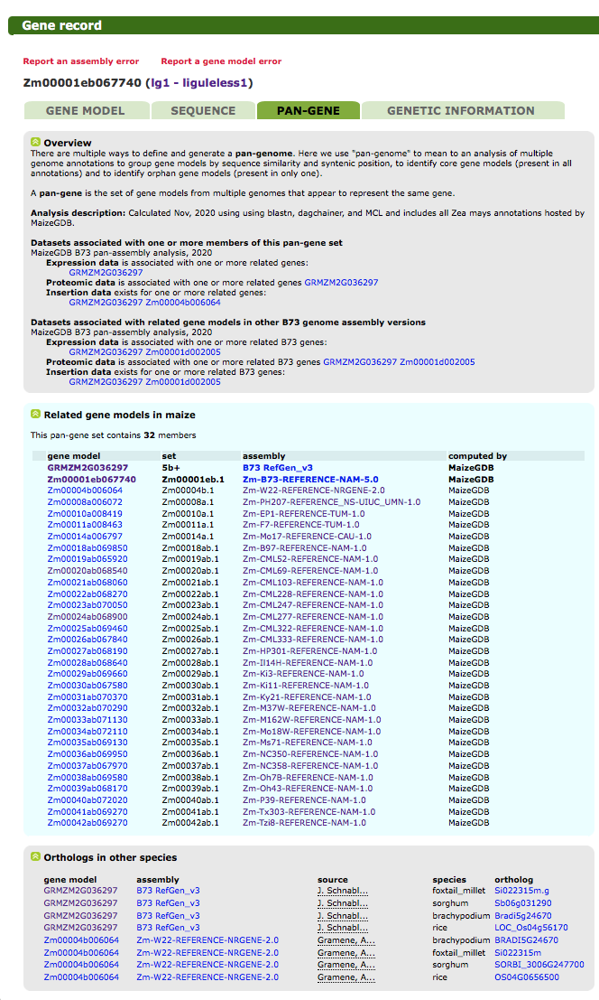 Gene record
Report an assembly error Report a gene model error
Zm00001eb067740 (lg1 - liguleless1)
GENE MODEL SEQUENCE PAN-GENE GENETIC INFORMATION
Overview
There are multiple ways to define and generate a pan-genome. Here we use "pan-genome" to mean to an analysis of multiple
genome annotations to group gene models by sequence similarity and syntenic position, to identify core gene models (present in all
annotations) and to identify orphan gene models (present in only one).
A pan-gene is the set of gene models from multiple genomes that appear to represent the same gene.
Analysis description: Calculated Nov, 2020 using using blastn, dagchainer, and MCL and includes all Zea mays annotations hosted by
MaizeGDB.
Datasets associated with one or more members of this pan-gene set
MaizeGDB B73 pan-assembly analysis, 2020
Expression data is associated with one or more related genes:
GRMZM2G036297
Proteomic data is associated with one or more related genes GRMZM2G036297
Insertion data exists for one or more related genes:
GRMZM2G036297 Zm00004b006064
Datasets associated with related gene models in other B73 genome assembly versions
MaizeGDB B73 pan-assembly analysis, 2020
Expression data is associated with one or more related B73 genes:
GRMZM2G036297 Zm00001d002005
Proteomic data is associated with one or more related B73 genes GRMZM2G036297 Zm00001d002005
Insertion data exists for one or more related B73 genes:
GRMZM2G036297 Zm00001d002005
Related gene models in maize
This pan-gene set contains 32 members
gene model set assembly computed by
GRMZM2G036297 5b+ B73 RefGen_v3 MaizeGDB
Zm00001eb067740 Zm00001eb.1 Zm-B73-REFERENCE-NAM-5.0 MaizeGDB
Zm00004b006064 Zm00004b.1 Zm-W22-REFERENCE-NRGENE-2.0 MaizeGDB
Zm00008a006072 Zm00008a.1 Zm-PH207-REFERENCE_NS-UIUC_UMN-1.0 MaizeGDB
Zm00010a008419 Zm00010a.1 Zm-EP1-REFERENCE-TUM-1.0 MaizeGDB
Zm00011a008463 Zm00011a.1 Zm-F7-REFERENCE-TUM-1.0 MaizeGDB
Zm00014a006797 Zm00014a.1 Zm-Mo17-REFERENCE-CAU-1.0 MaizeGDB
Zm00018ab069850 Zm00018ab.1 Zm-B97-REFERENCE-NAM-1.0 MaizeGDB
Zm00019ab065920 Zm00019ab.1 Zm-CML52-REFERENCE-NAM-1.0 MaizeGDB
Zm00020ab068540 Zm00020ab.1 Zm-CML69-REFERENCE-NAM-1.0 MaizeGDB
Zm00021ab068060 Zm00021ab.1 Zm-CML103-REFERENCE-NAM-1.0 MaizeGDB
Zm00022ab068270 Zm00022ab.1 Zm-CML228-REFERENCE-NAM-1.0 MaizeGDB
Zm00023ab070050 Zm00023ab.1 Zm-CML247-REFERENCE-NAM-1.0 MaizeGDB
Zm00024ab068900 Zm00024ab.1 Zm-CML277-REFERENCE-NAM-1.0 MaizeGDB
Zm00025ab069460 Zm00025ab.1 Zm-CML322-REFERENCE-NAM-1.0 MaizeGDB
Zm00026ab067840 Zm00026ab.1 Zm-CML333-REFERENCE-NAM-1.0 MaizeGDB
Zm00027ab068190 Zm00027ab.1 Zm-HP301-REFERENCE-NAM-1.0 MaizeGDB
Zm00028ab068640 Zm00028ab.1 Zm-Il14H-REFERENCE-NAM-1.0 MaizeGDB
Zm00029ab069660 Zm00029ab.1 Zm-Ki3-REFERENCE-NAM-1.0 MaizeGDB
Zm00030ab067580 Zm00030ab.1 Zm-Ki11-REFERENCE-NAM-1.0 MaizeGDB
Zm00031ab070370 Zm00031ab.1 Zm-Ky21-REFERENCE-NAM-1.0 MaizeGDB
Zm00032ab070290 Zm00032ab.1 Zm-M37W-REFERENCE-NAM-1.0 MaizeGDB
Zm00033ab071130 Zm00033ab.1 Zm-M162W-REFERENCE-NAM-1.0 MaizeGDB
Zm00034ab072110 Zm00034ab.1 Zm-Mo18W-REFERENCE-NAM-1.0 MaizeGDB
Zm00035ab069130 Zm00035ab.1 Zm-Ms71-REFERENCE-NAM-1.0 MaizeGDB
Zm00036ab069950 Zm00036ab.1 Zm-NC350-REFERENCE-NAM-1.0 MaizeGDB
Zm00037ab067970 Zm00037ab.1 Zm-NC358-REFERENCE-NAM-1.0 MaizeGDB
Zm00038ab069580 Zm00038ab.1 Zm-Oh7B-REFERENCE-NAM-1.0 MaizeGDB
Zm00039ab068170 Zm00039ab.1 Zm-Oh43-REFERENCE-NAM-1.0 MaizeGDB
Zm00040ab072020 Zm00040ab.1 Zm-P39-REFERENCE-NAM-1.0 MaizeGDB
Zm00041ab069270 Zm00041ab.1 Zm-Tx303-REFERENCE-NAM-1.0 MaizeGDB
Zm00042ab069270 Zm00042ab.1 Zm-Tzi8-REFERENCE-NAM-1.0 MaizeGDB
Orthologs in other species
gene model assembly source species ortholog
GRMZM2G036297 B73 RefGen_v3 J. Schnabl... foxtail_millet Si022315m.g
GRMZM2G036297 B73 RefGen_v3 J. Schnabl... sorghum Sb06g031290
GRMZM2G036297 B73 RefGen_v3 J. Schnabl... brachypodium Bradi5g24670
GRMZM2G036297 B73 RefGen_v3 J. Schnabl... rice LOC_Os04g56170
Zm00004b006064 Zm-W22-REFERENCE-NRGENE-2.0 Gramene, A... brachypodium BRADI5G24670
Zm00004b006064 Zm-W22-REFERENCE-NRGENE-2.0 Gramene, A... foxtail_millet Si022315m
Zm00004b006064 Zm-W22-REFERENCE-NRGENE-2.0 Gramene, A... sorghum SORBI_3006G247700
Zm00004b006064 Zm-W22-REFERENCE-NRGENE-2.0 Gramene, A... rice OS04G0656500